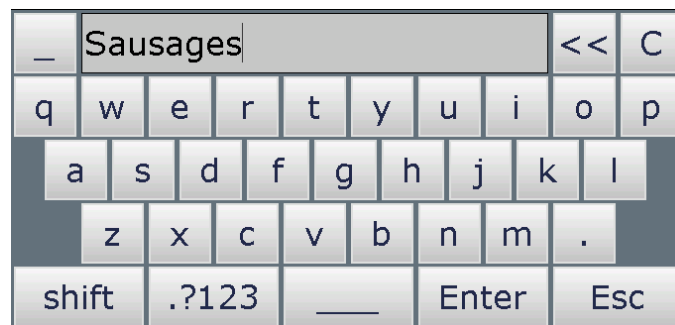 _ Sausages << C
q w e r t y u i o p
a s d f g h j k l
z x c v b n m .
shift .?123 ___ Enter Esc